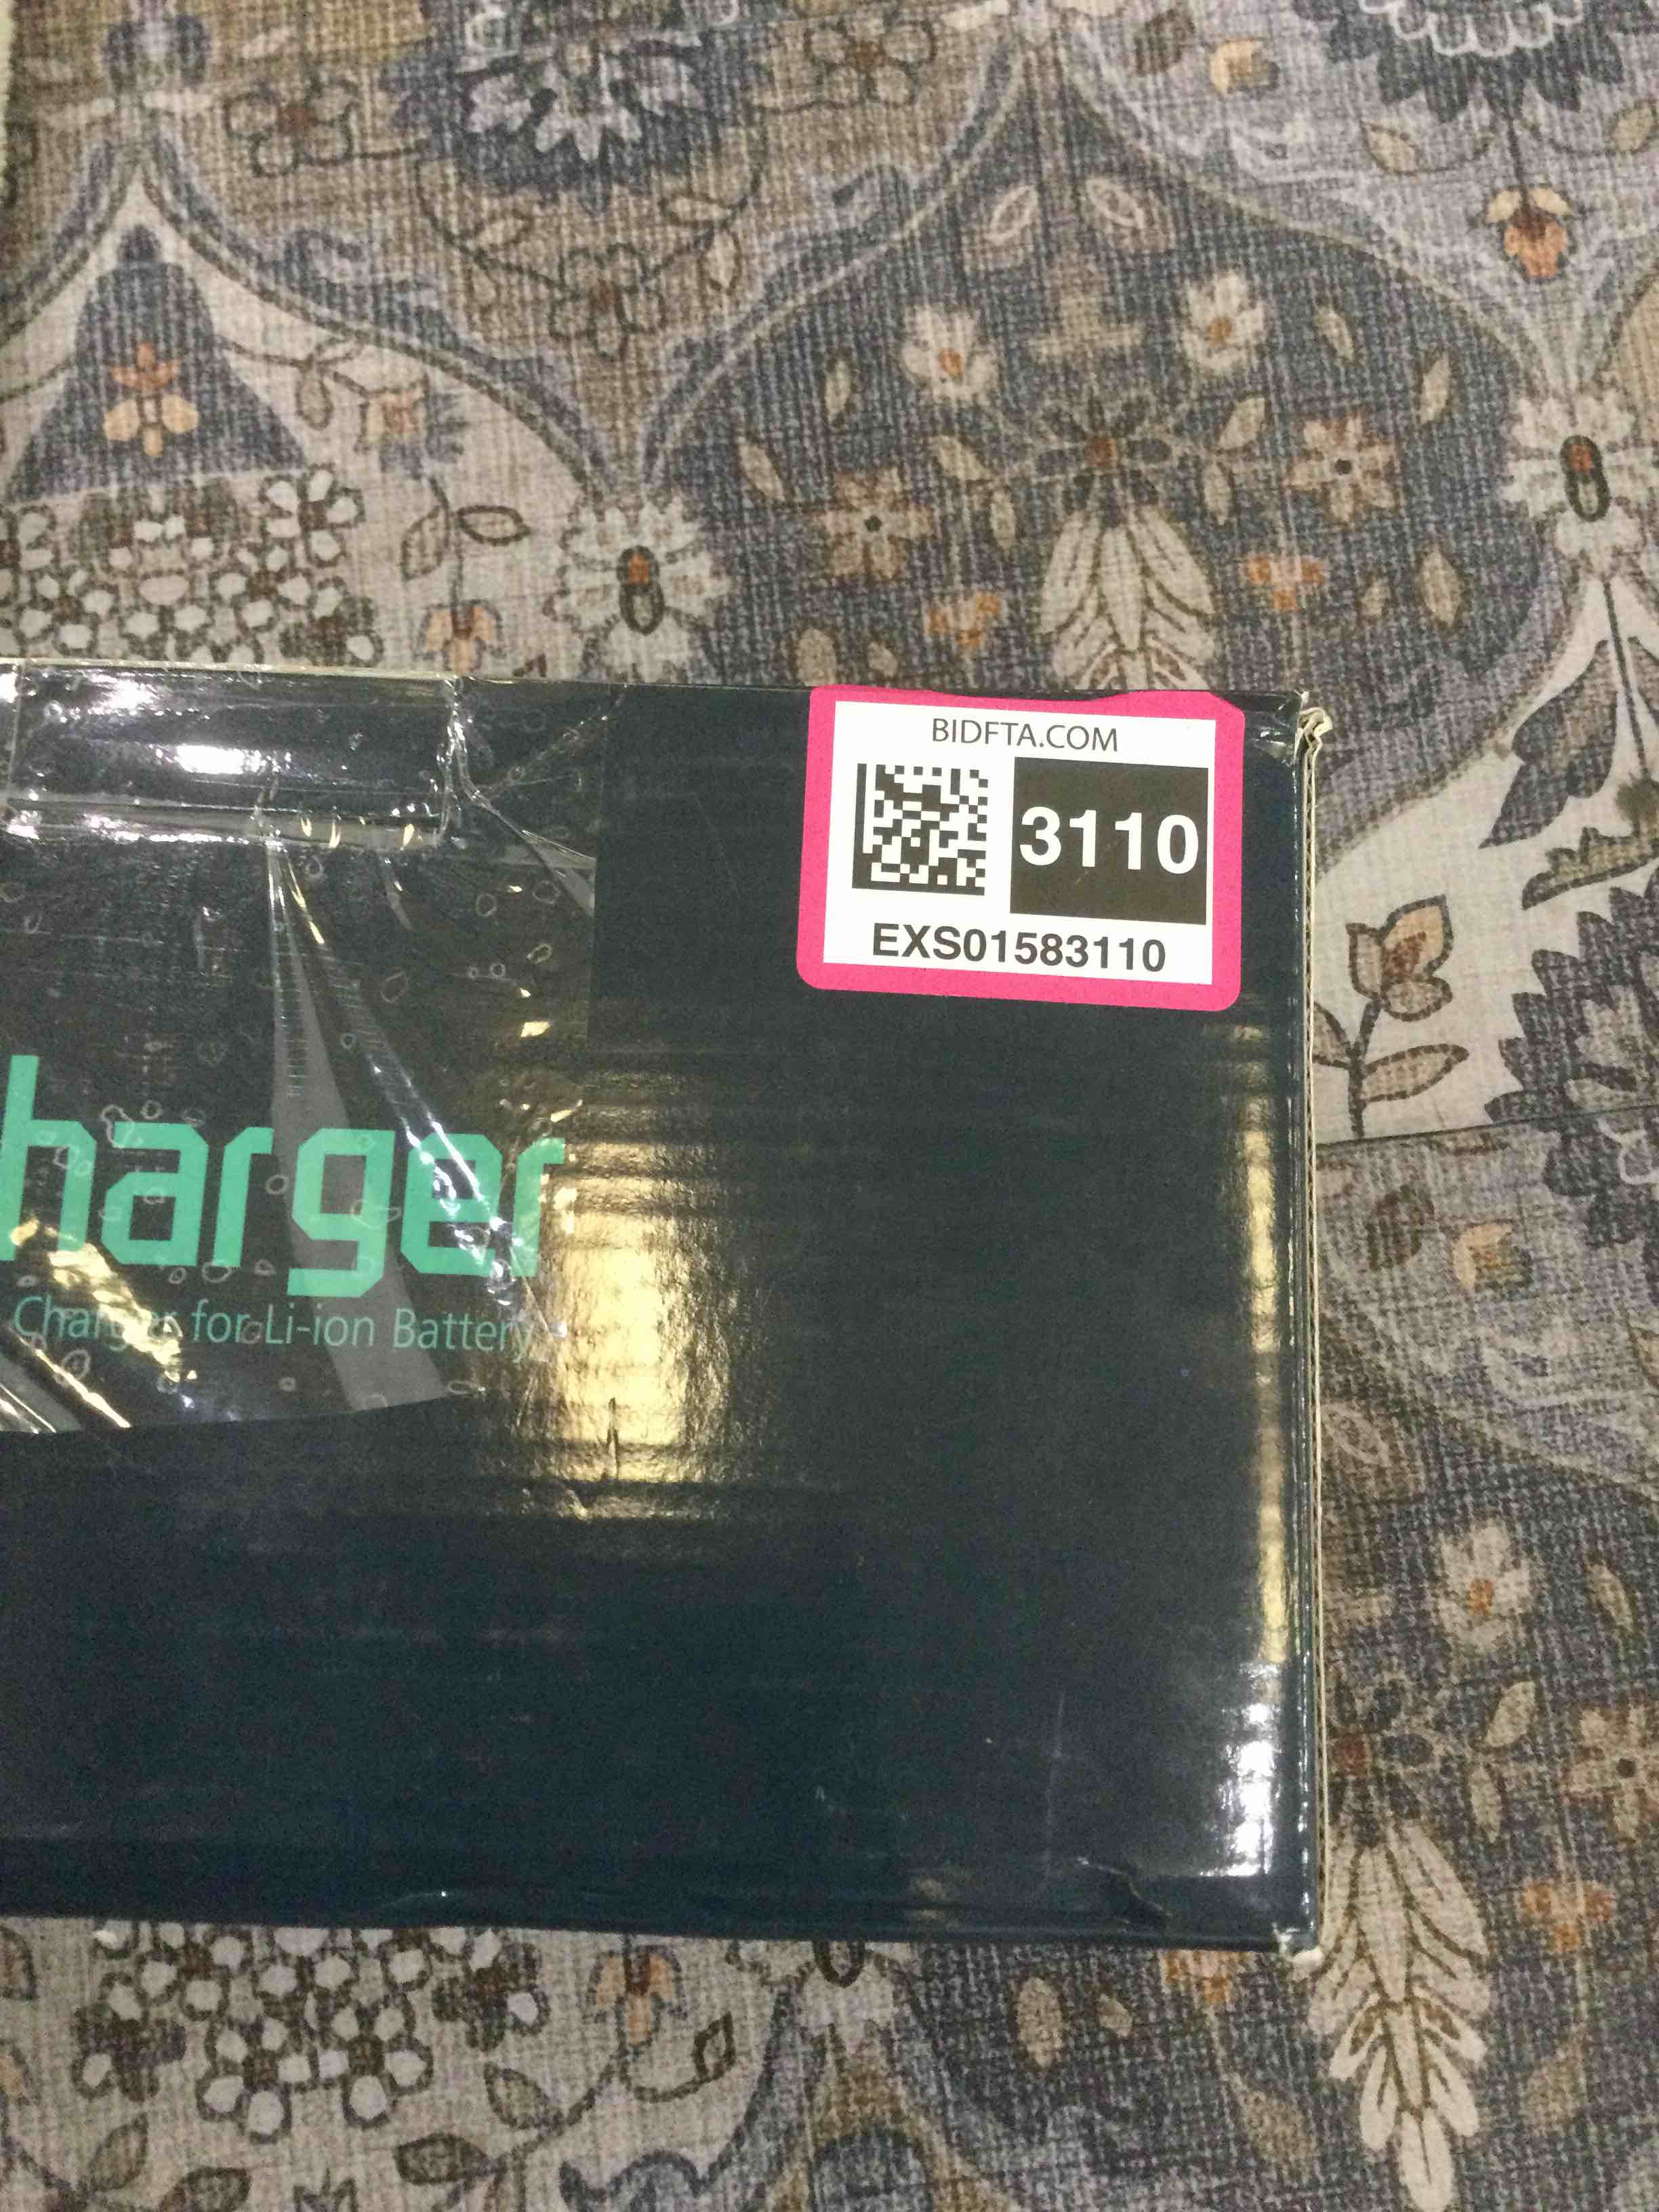 BIDFTA.COM
3110
EXS01583110
harger
Charger for Li-ion Battery